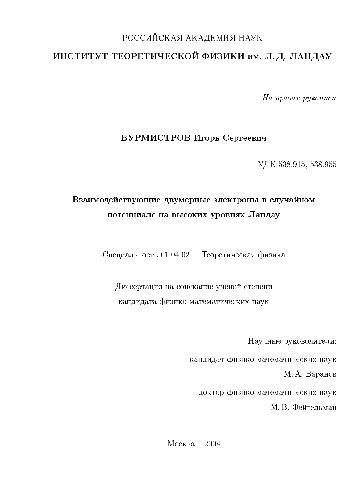 РОССИЙСКАЯ АКАДЕМИЯ НАУК
ИНСТИТУТ ТЕОРЕТИЧЕСКОЙ ФИЗИКИ им. Л. Д. ЛАНДАУ
На правах рукописи
БУРМИСТРОВ Игорь Сергеевич
УДК 538.915, 538.955
Взаимодействующие двумерные электроны в случайном
потенциале на высоких уровнях Ландау
Специальность: 01.04.02 — Теоретическая физика
Диссертация на соискание ученой степени
кандидата физико-математических наук
Научные руководители:
кандидат физико-математических наук
М. А. Баранов
доктор физико-математических наук
М. В. Фейгельман
Москва